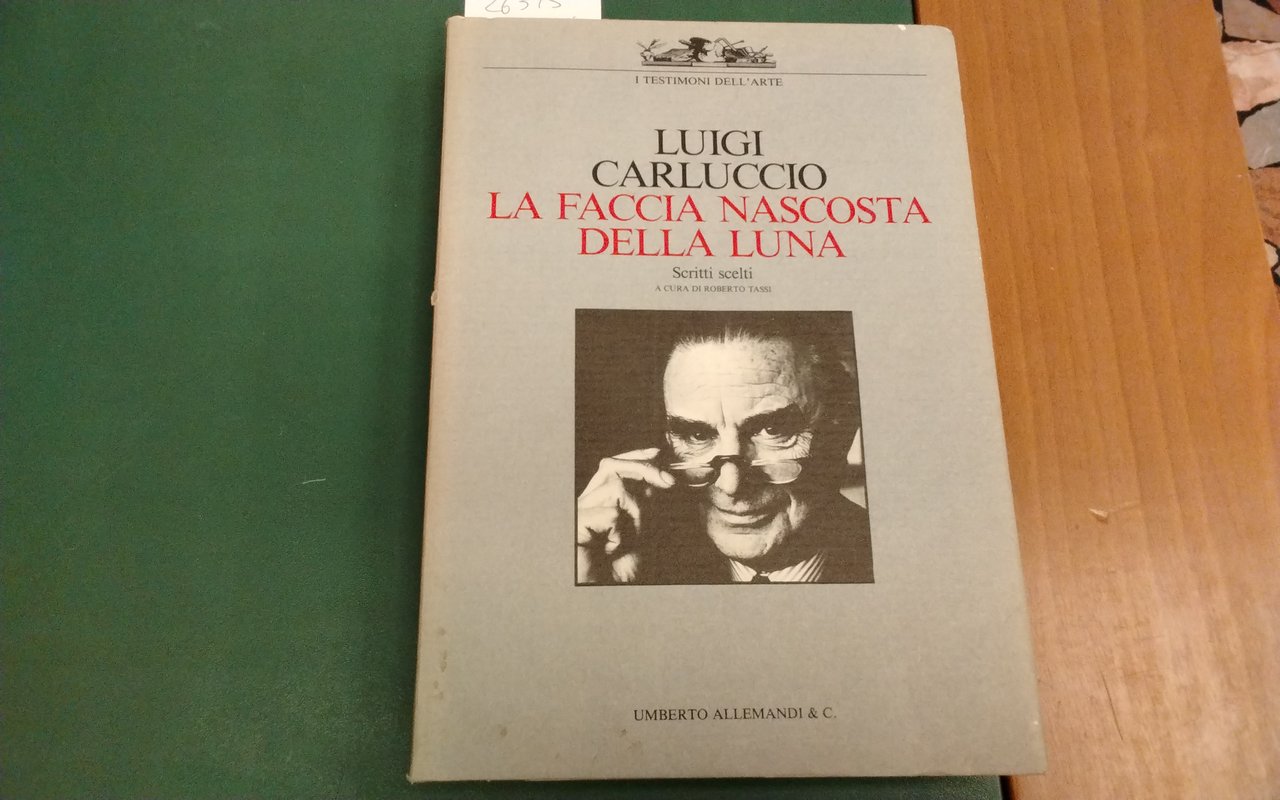 I TESTIMONI DELL'ARTE
LUIGI
CARLUCCIO
LA FACCIA NASCOSTA
DELLA LUNA
Scritti scelti
A CURA DI ROBERTO TASSI
UMBERTO ALLEMANDI & C.